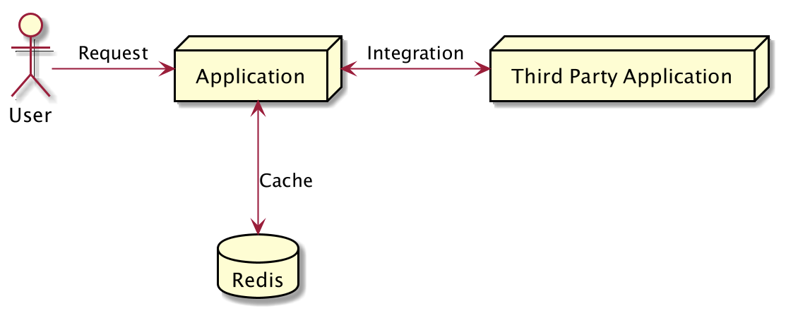 Request
Integration
Application
Third Party Application
User
Cache
Redis